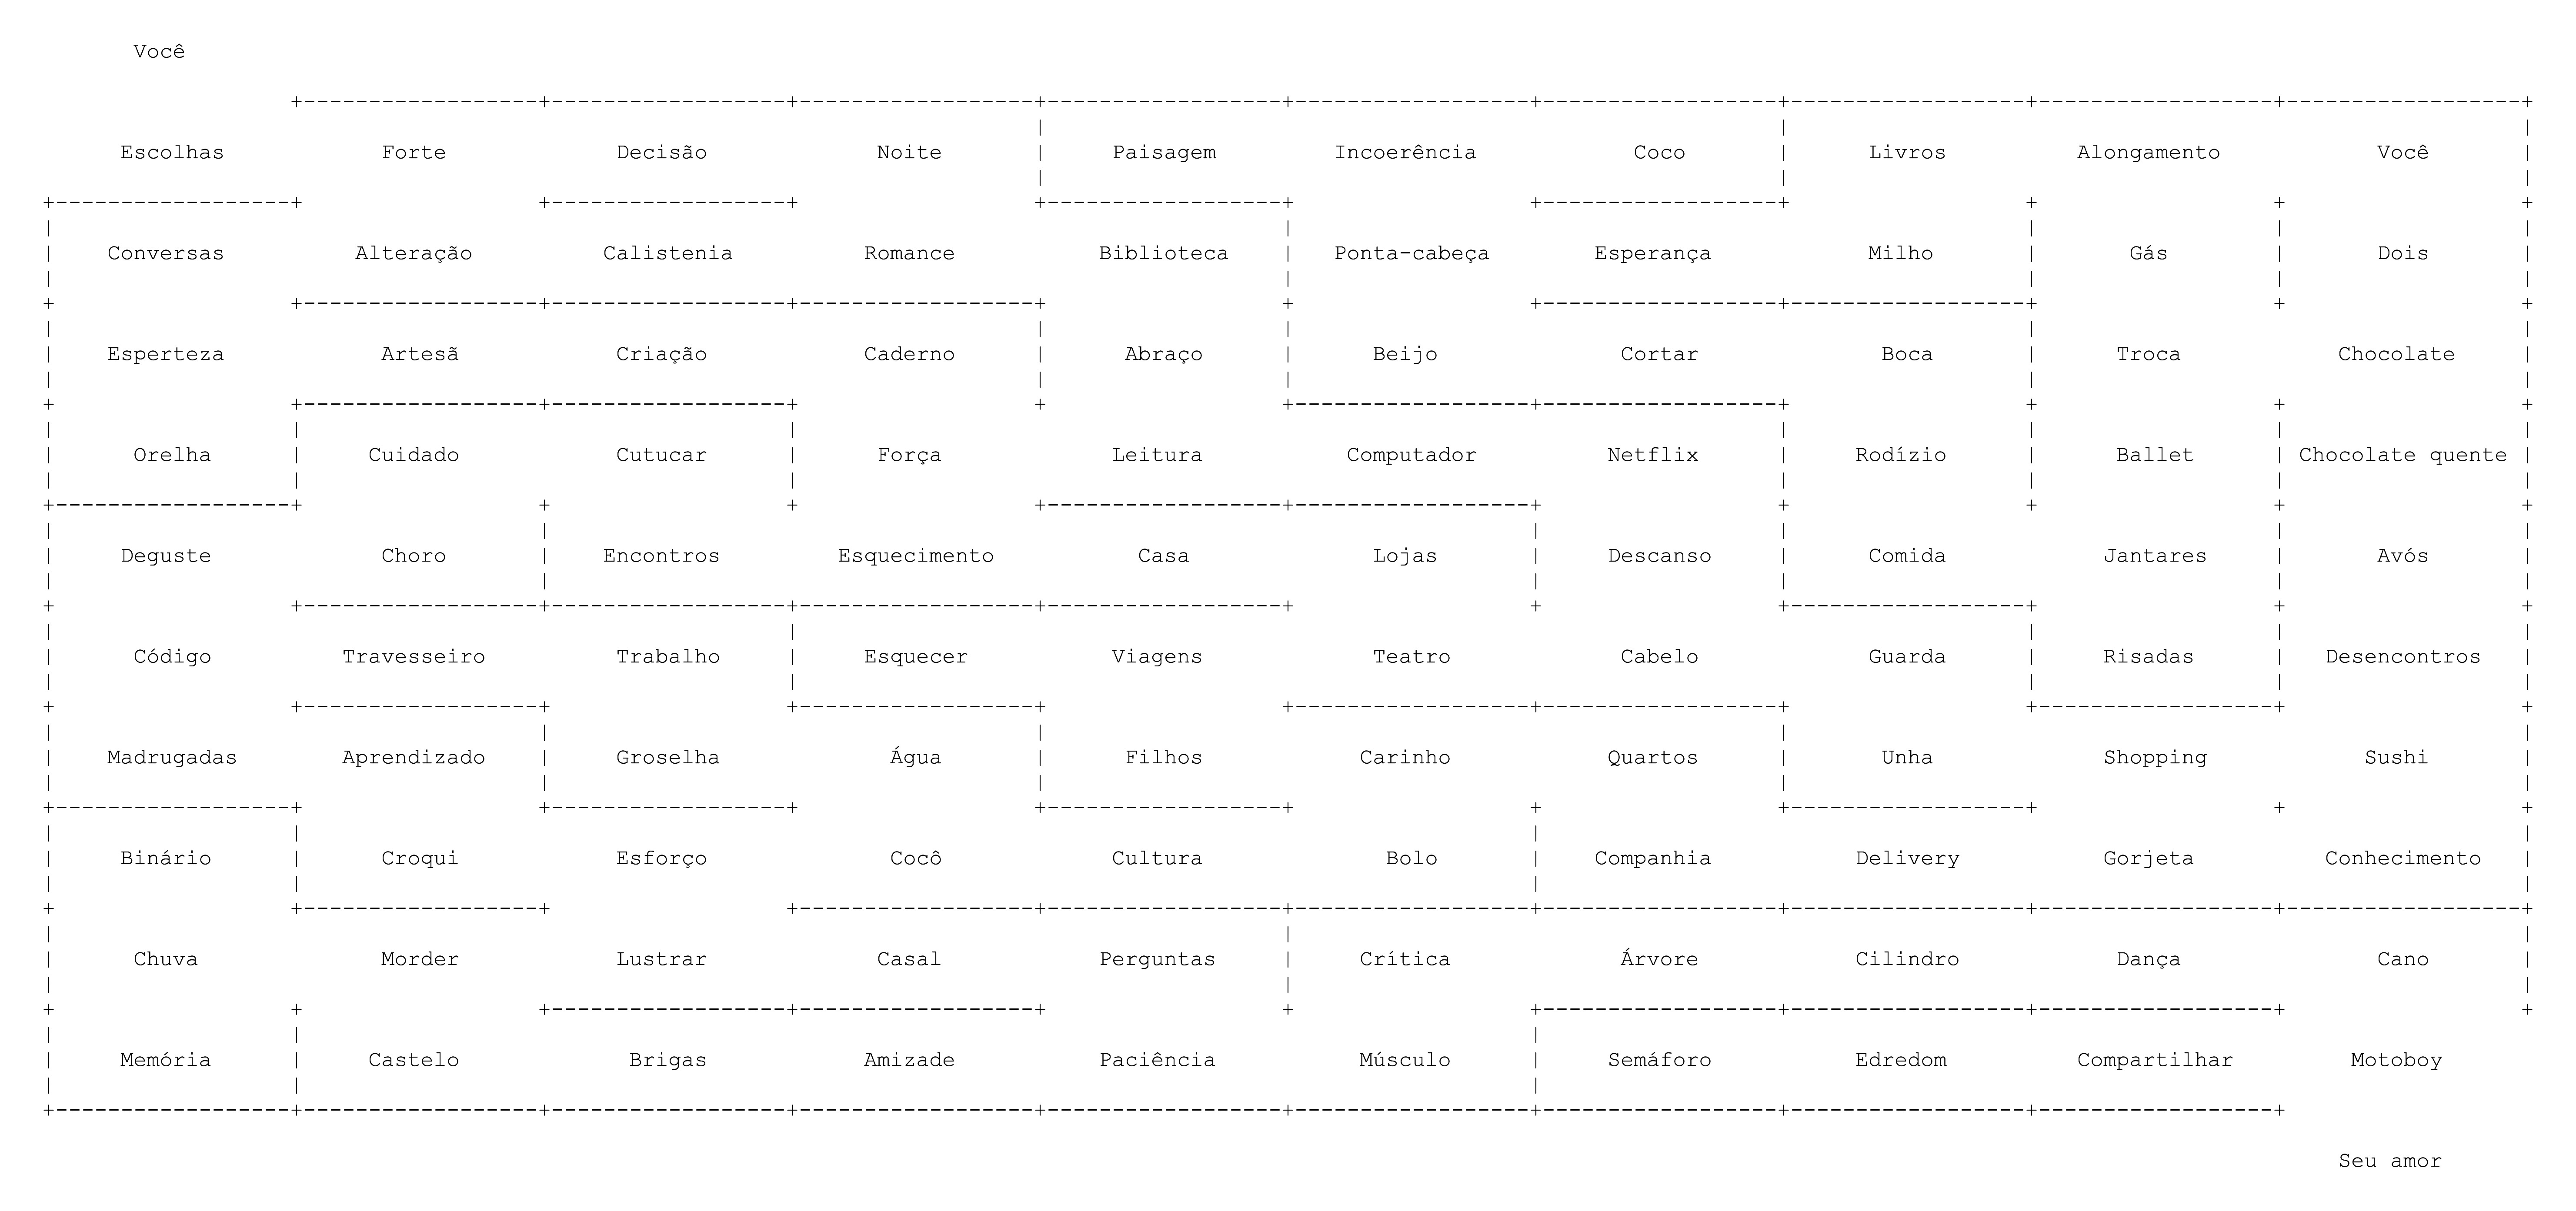 Você
Escolhas Forte Decisão Noite Paisagem Incoerência Coco Livros Alongamento Você
Conversas Alteração Calistenia Romance Biblioteca Ponta-cabeça Esperança Milho Gás Dois
Esperteza Artesã Criação Caderno Abraço Beijo Cortar Boca Troca Chocolate
Orelha Cuidado Cutucar Força Leitura Computador Netflix Rodízio Ballet Chocolate quente
Deguste Choro Encontros Esquecimento Casa Lojas Descanso Comida Jantares Avós
Código Travesseiro Trabalho Esquecer Viagens Teatro Cabelo Guarda Risadas Desencontros
Madrugadas Aprendizado Groselha Água Filhos Carinho Quartos Unha Shopping Sushi
Binário Croqui Esforço Cocô Cultura Bolo Companhia Delivery Gorjeta Conhecimento
Chuva Morder Lustrar Casal Perguntas Crítica Árvore Cilindro Dança Cano
Memória Castelo Brigas Amizade Paciência Músculo Semáforo Edredom Compartilhar Motoboy
Seu amor